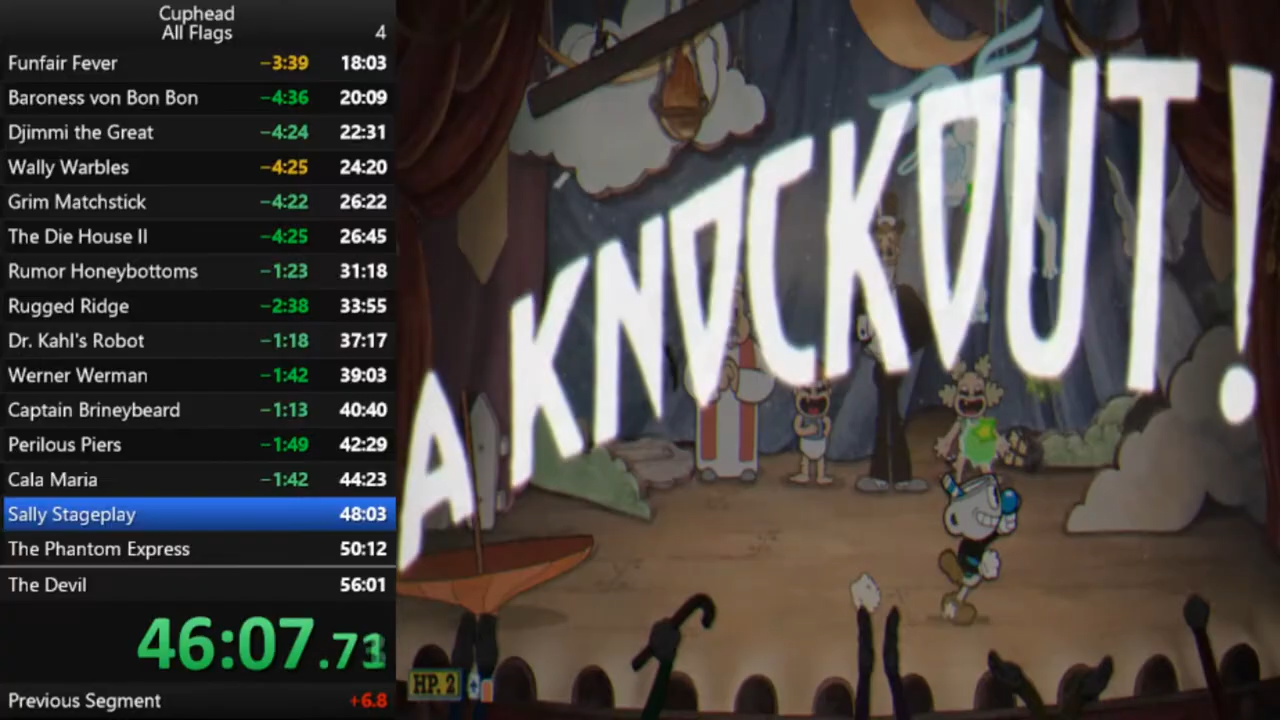 Cuphead
All Flags 4
Funfair Fever −3:39 18:03
Baroness von Bon Bon −4:36 20:09
Djimmi the Great −4:24 22:31
Wally Warbles −4:25 24:20
Grim Matchstick −4:22 26:22
The Die House II −4:25 26:45
Rumor Honeybottoms −1:23 31:18
Rugged Ridge −2:38 33:55
Dr. Kahl's Robot −1:18 37:17
Werner Werman −1:42 39:03
Captain Brineybeard −1:13 40:40
Perilous Piers −1:49 42:29
Cala Maria −1:42 44:23
Sally Stageplay 48:03
The Phantom Express 50:12
The Devil 56:01
46:07.73
Previous Segment +6.8
A KNOCKOUT!
HP. 2